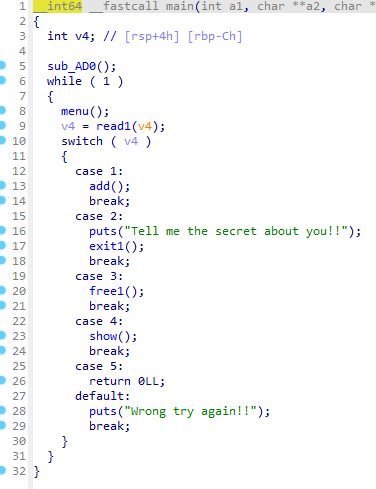 1 __int64 __fastcall main(int a1, char **a2, char *
2 {
3 int v4; // [rsp+4h] [rbp-Ch]
4
5 sub_AD0();
6 while ( 1 )
7 {
8 menu();
9 v4 = read1(v4);
10 switch ( v4 )
11 {
12 case 1:
13 add();
14 break;
15 case 2:
16 puts("Tell me the secret about you!!");
17 exit1();
18 break;
19 case 3:
20 free1();
21 break;
22 case 4:
23 show();
24 break;
25 case 5:
26 return 0LL;
27 default:
28 puts("Wrong try again!!");
29 break;
30 }
31 }
32 }